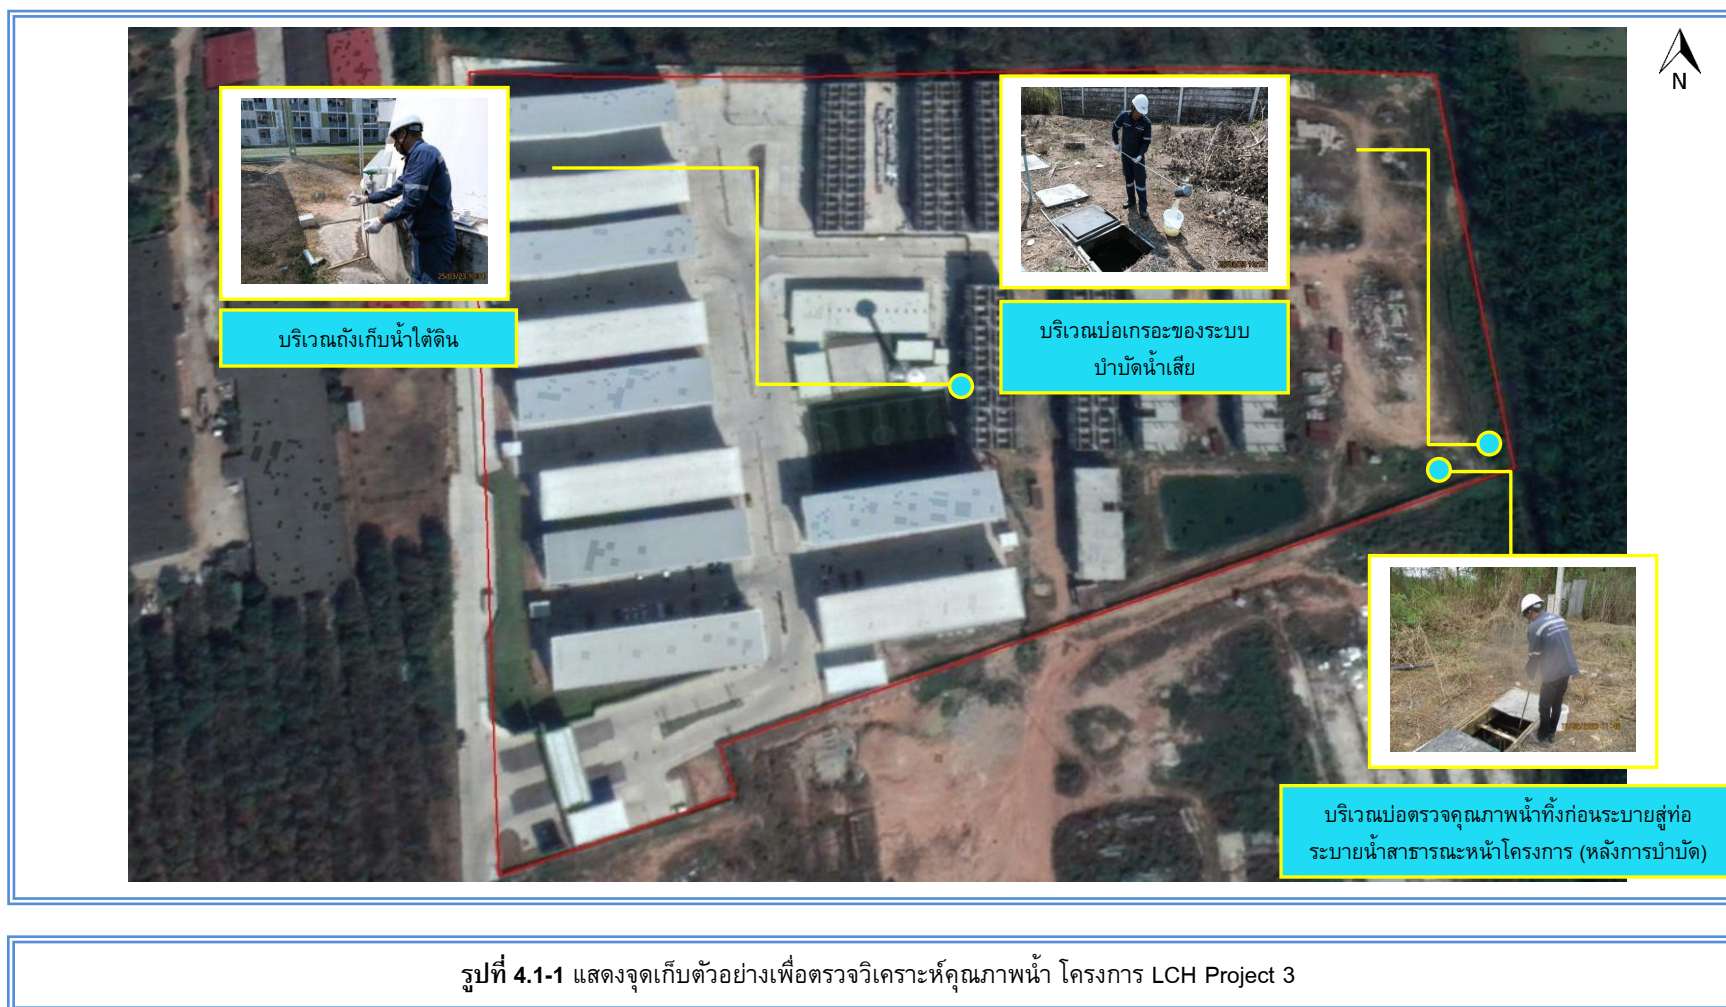 N
25/03/23 10:34
บริเวณถังเก็บน้ำใต้ดิน
บริเวณบ่อเกรอะของระบบ
บำบัดน้ำเสีย
บริเวณบ่อตรวจคุณภาพน้ำทิ้งก่อนระบายสู่ท่อ
ระบายน้ำสาธารณะหน้าโครงการ (หลังการบำบัด)
รูปที่ 4.1-1 แสดงจุดเก็บตัวอย่างเพื่อตรวจวิเคราะห์คุณภาพน้ำ โครงการ LCH Project 3